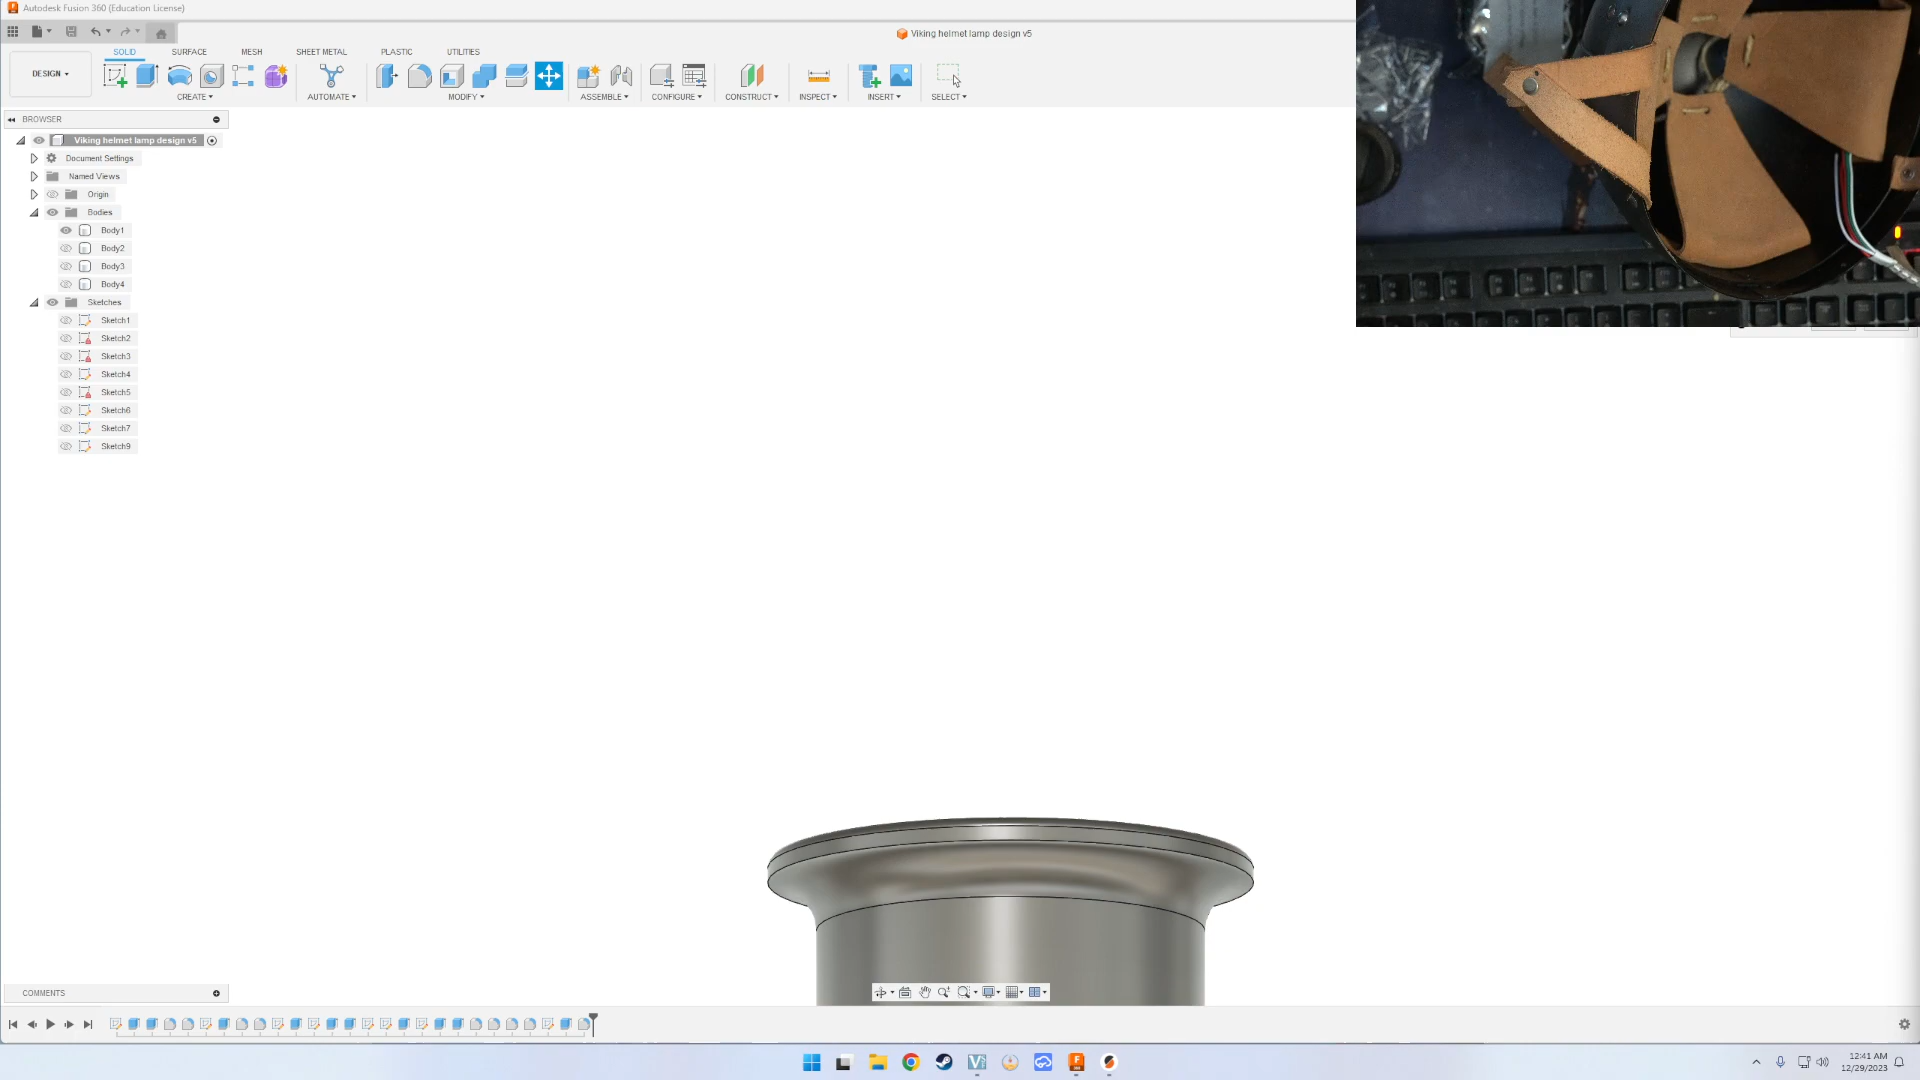 Autodesk Fusion 360 (Education License)
Viking helmet lamp design v5
SOLID SURFACE MESH SHEET METAL PLASTIC UTILITIES
DESIGN
CREATE AUTOMATE MODIFY ASSEMBLE CONFIGURE CONSTRUCT INSPECT INSERT SELECT
BROWSER
Viking helmet lamp design v5
Document Settings
Named Views
Origin
Bodies
Body1
Body2
Body3
Body4
Sketches
Sketch1
Sketch2
Sketch3
Sketch4
Sketch5
Sketch6
Sketch7
Sketch9
COMMENTS
12:41 AM
12/29/2023